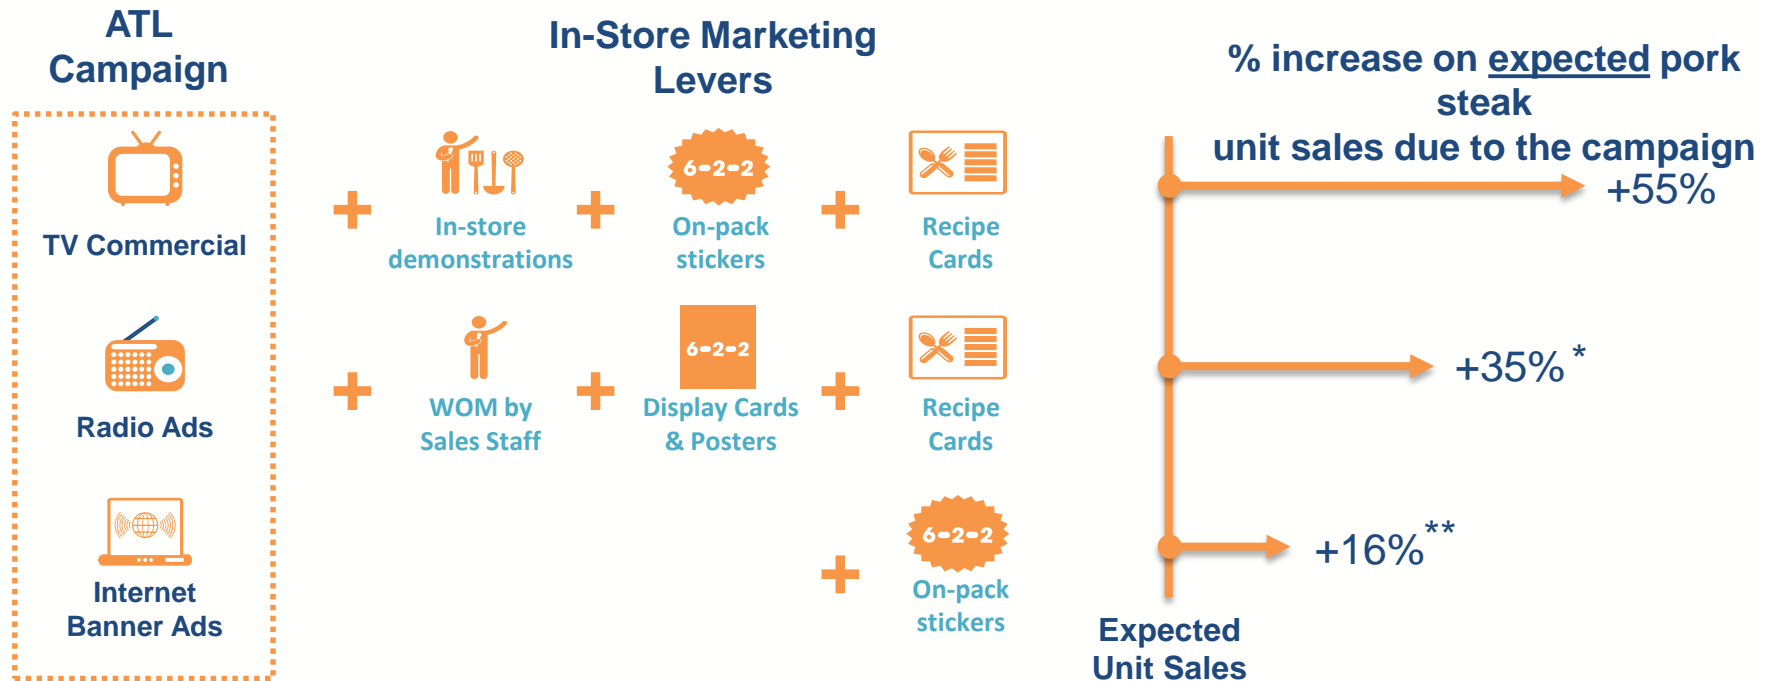 ATL
Campaign
In-Store Marketing
Levers
% increase on expected pork
steak
unit sales due to the campaign
TV Commercial
In-store
demonstrations
6-2-2
On-pack
stickers
Recipe
Cards
+55%
Radio Ads
WOM by
Sales Staff
6-2-2
Display Cards
& Posters
Recipe
Cards
+35% *
Internet
Banner Ads
6-2-2
On-pack
stickers
+16% **
Expected
Unit Sales